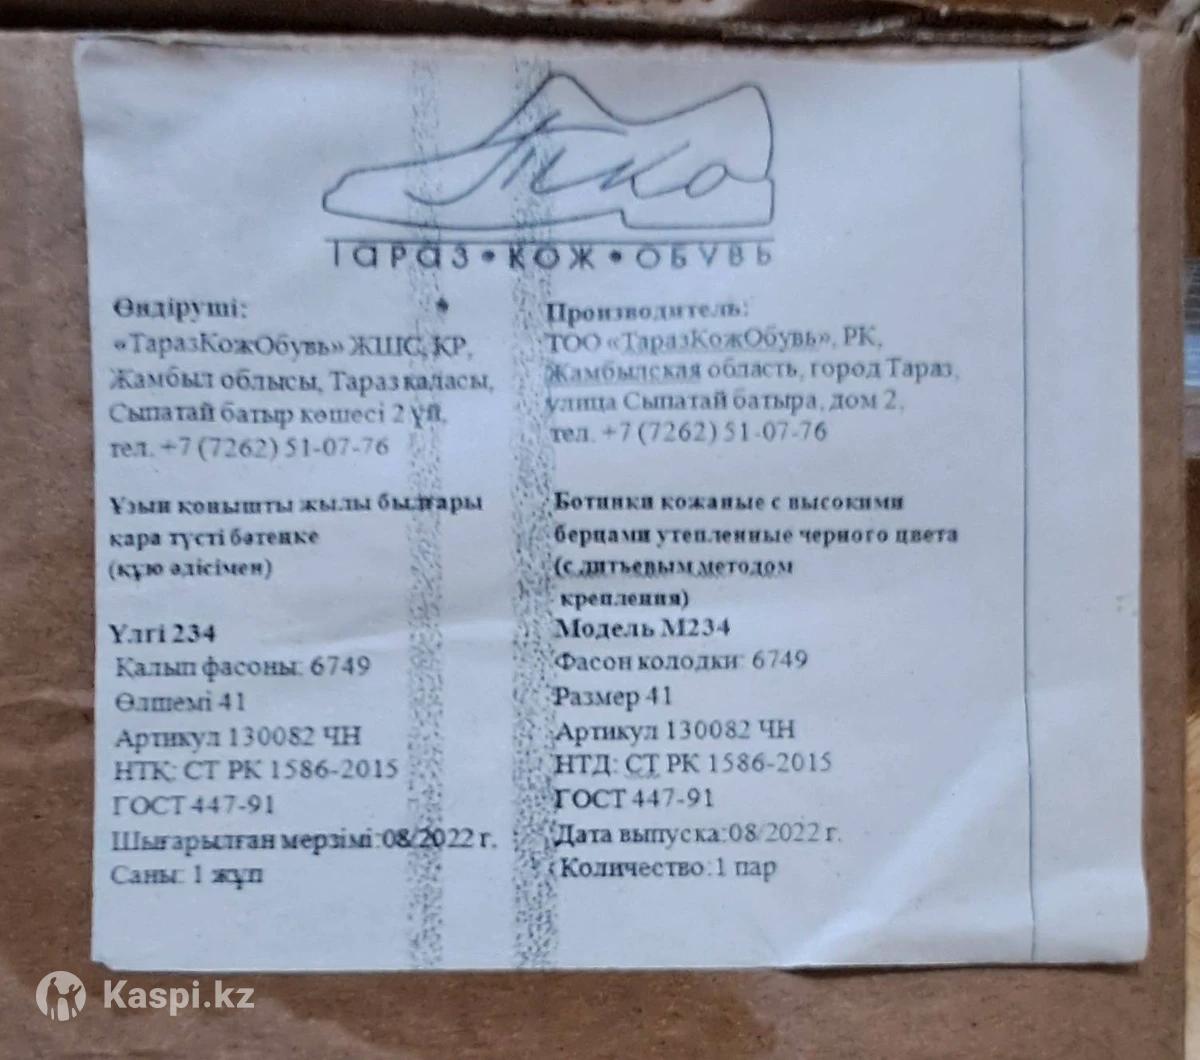 Тко
ТАРАЗ • КОЖ • ОБУВЬ
Өндіруші:
«ТаразКожОбувь» ЖШС, КР,
Жамбыл облысы, Тараз каласы,
Сыпатай батыр көшесі 2 үй,
тел. +7 (7262) 51-07-76
Ұзын қонышты жылы былғары
қара түсті бәтенке
(құю әдісімен)
Үлгі 234
Қалып фасоны: 6749
Өлшемі 41
Артикул 130082 ЧН
НТҚ: СТ РК 1586-2015
ГОСТ 447-91
Шығарылған мерзімі:08/2022 г.
Саны: 1 жұп
Производитель:
ТОО «ТаразКожОбувь», РК,
Жамбылская область, город Тараз,
улица Сыпатай батыра, дом 2,
тел. +7 (7262) 51-07-76
Ботинки кожаные с высокими
берцами утепленные черного цвета
(с литьевым методом
крепления)
Модель М234
Фасон колодки: 6749
Размер 41
Артикул 130082 ЧН
НТД: СТ РК 1586-2015
ГОСТ 447-91
Дата выпуска:08/2022 г.
Количество:1 пар
Kaspi.kz